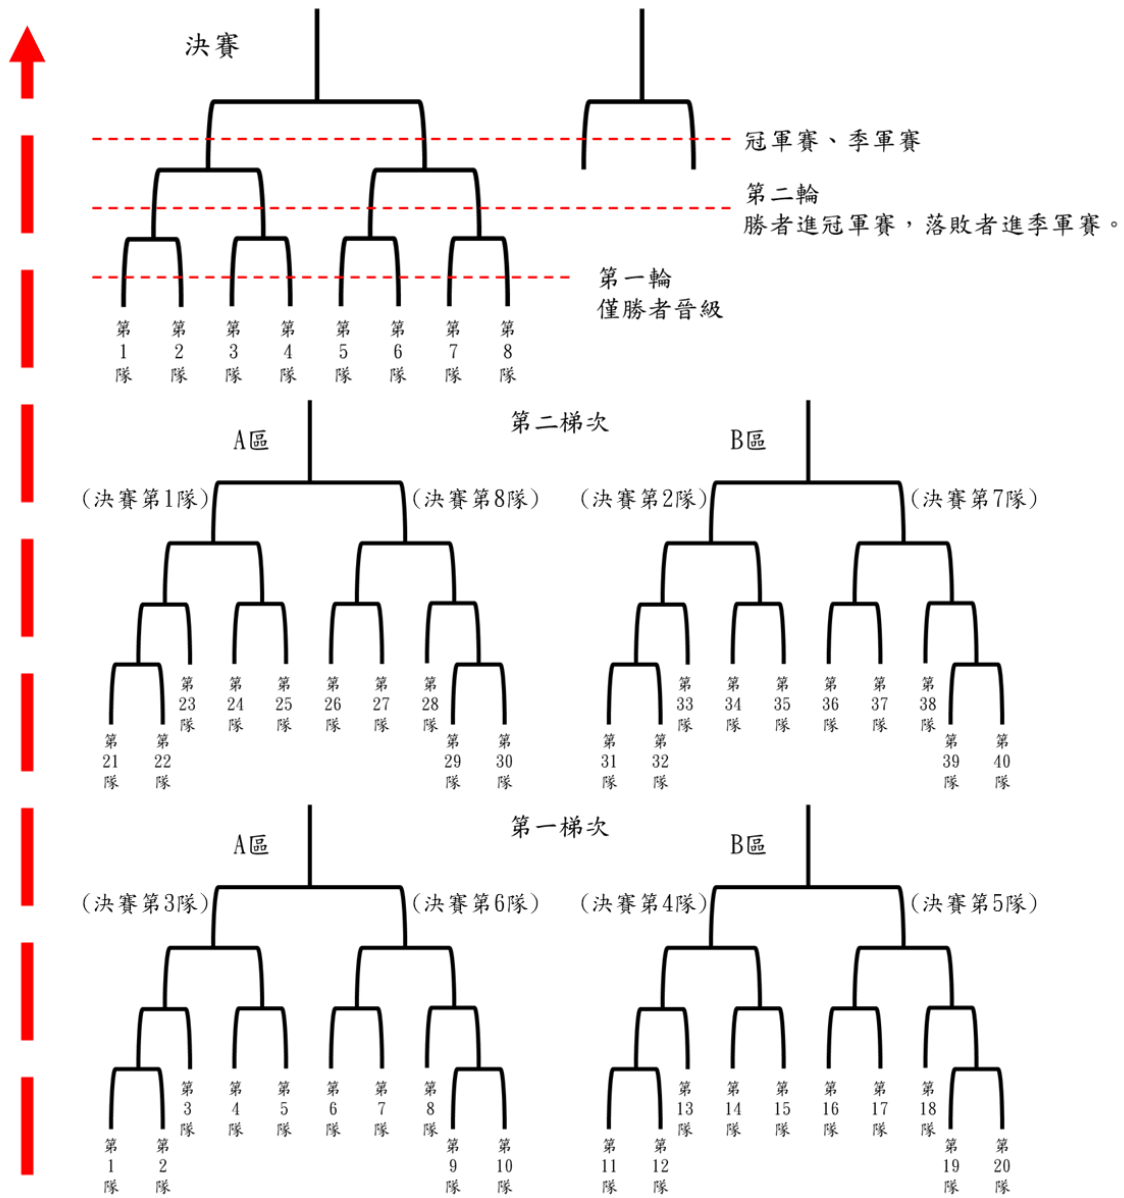 決賽
冠軍賽、季軍賽
第二輪
勝者進冠軍賽，落敗者進季軍賽。
第一輪
僅勝者晉級
第1隊
第2隊
第3隊
第4隊
第5隊
第6隊
第7隊
第8隊
第二梯次
A區
B區
(決賽第1隊)
(決賽第8隊)
(決賽第2隊)
(決賽第7隊)
第21隊
第22隊
第23隊
第24隊
第25隊
第26隊
第27隊
第28隊
第29隊
第30隊
第31隊
第32隊
第33隊
第34隊
第35隊
第36隊
第37隊
第38隊
第39隊
第40隊
第一梯次
A區
B區
(決賽第3隊)
(決賽第6隊)
(決賽第4隊)
(決賽第5隊)
第1隊
第2隊
第3隊
第4隊
第5隊
第6隊
第7隊
第8隊
第9隊
第10隊
第11隊
第12隊
第13隊
第14隊
第15隊
第16隊
第17隊
第18隊
第19隊
第20隊